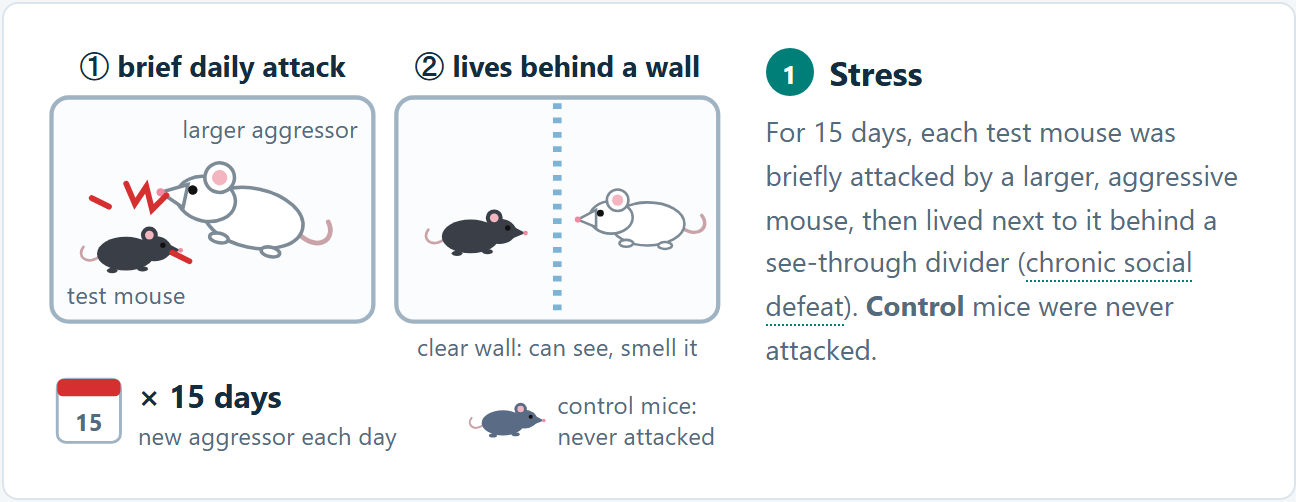 ① brief daily attack
larger aggressor
test mouse
② lives behind a wall
clear wall: can see, smell it
15
× 15 days
new aggressor each day
control mice:
never attacked
1 Stress
For 15 days, each test mouse was
briefly attacked by a larger, aggressive
mouse, then lived next to it behind a
see-through divider (chronic social
defeat). Control mice were never
attacked.